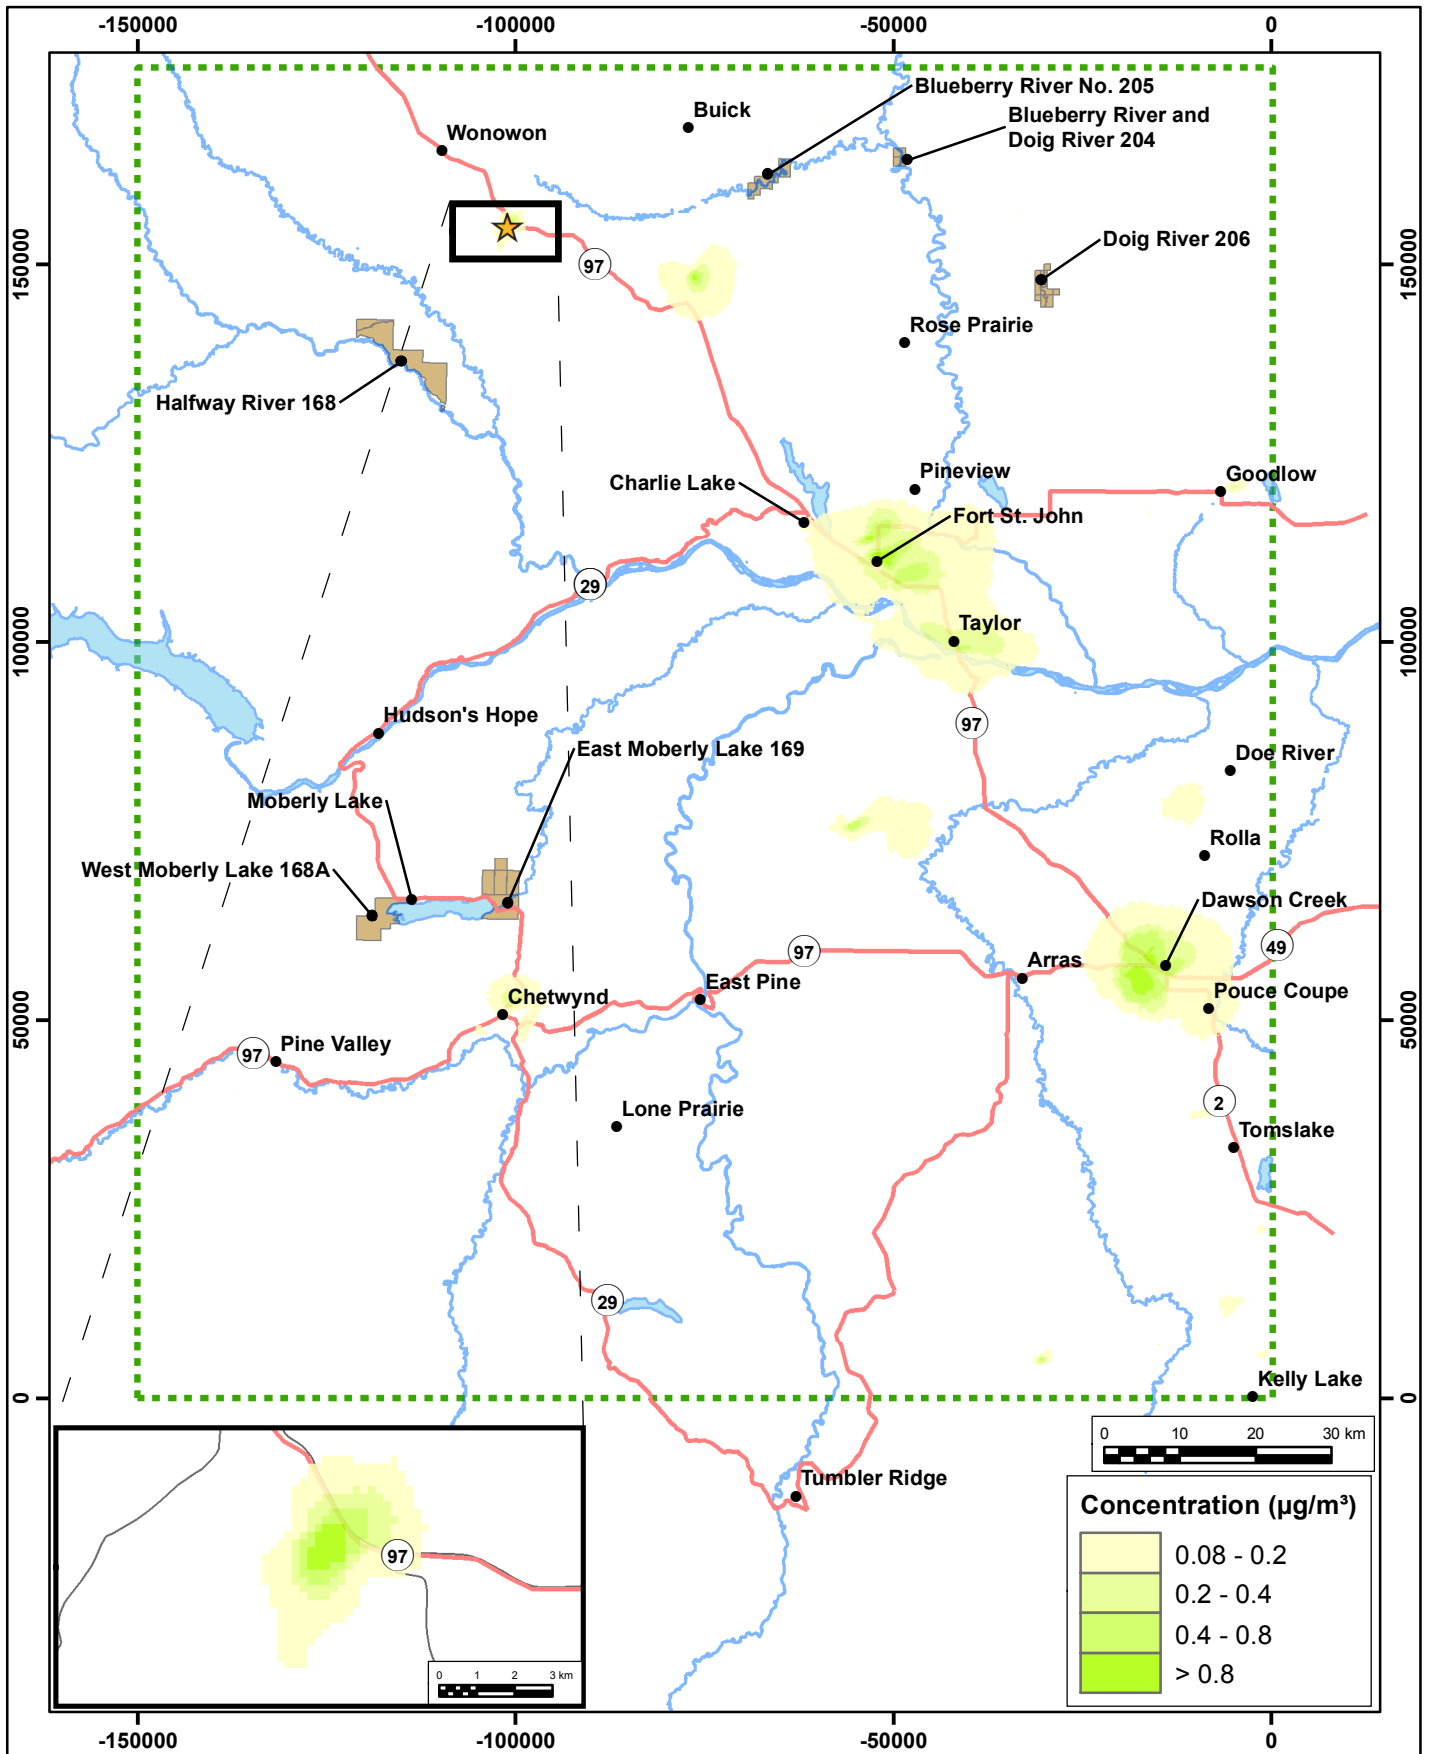 -150000
-100000
-50000
0
Blueberry River No. 205
Buick
Blueberry River and
Doig River 204
Wonowon
150000
Doig River 206
150000
97
Rose Prairie
Halfway River 168
Pineview
Goodlow
Charlie Lake
Fort St. John
29
Taylor
100000
100000
Hudson's Hope
97
East Moberly Lake 169
Doe River
Moberly Lake
Rolla
West Moberly Lake 168A
Dawson Creek
97
49
Arras
East Pine
Chetwynd
Pouce Coupe
50000
50000
97
Pine Valley
2
Lone Prairie
Tomslake
29
0
Kelly Lake
0
0 10 20 30 km
Tumbler Ridge
Concentration (µg/m³)
0.08 - 0.2
0.2 - 0.4
0.4 - 0.8
> 0.8
97
0 1 2 3 km
-150000
-100000
-50000
0